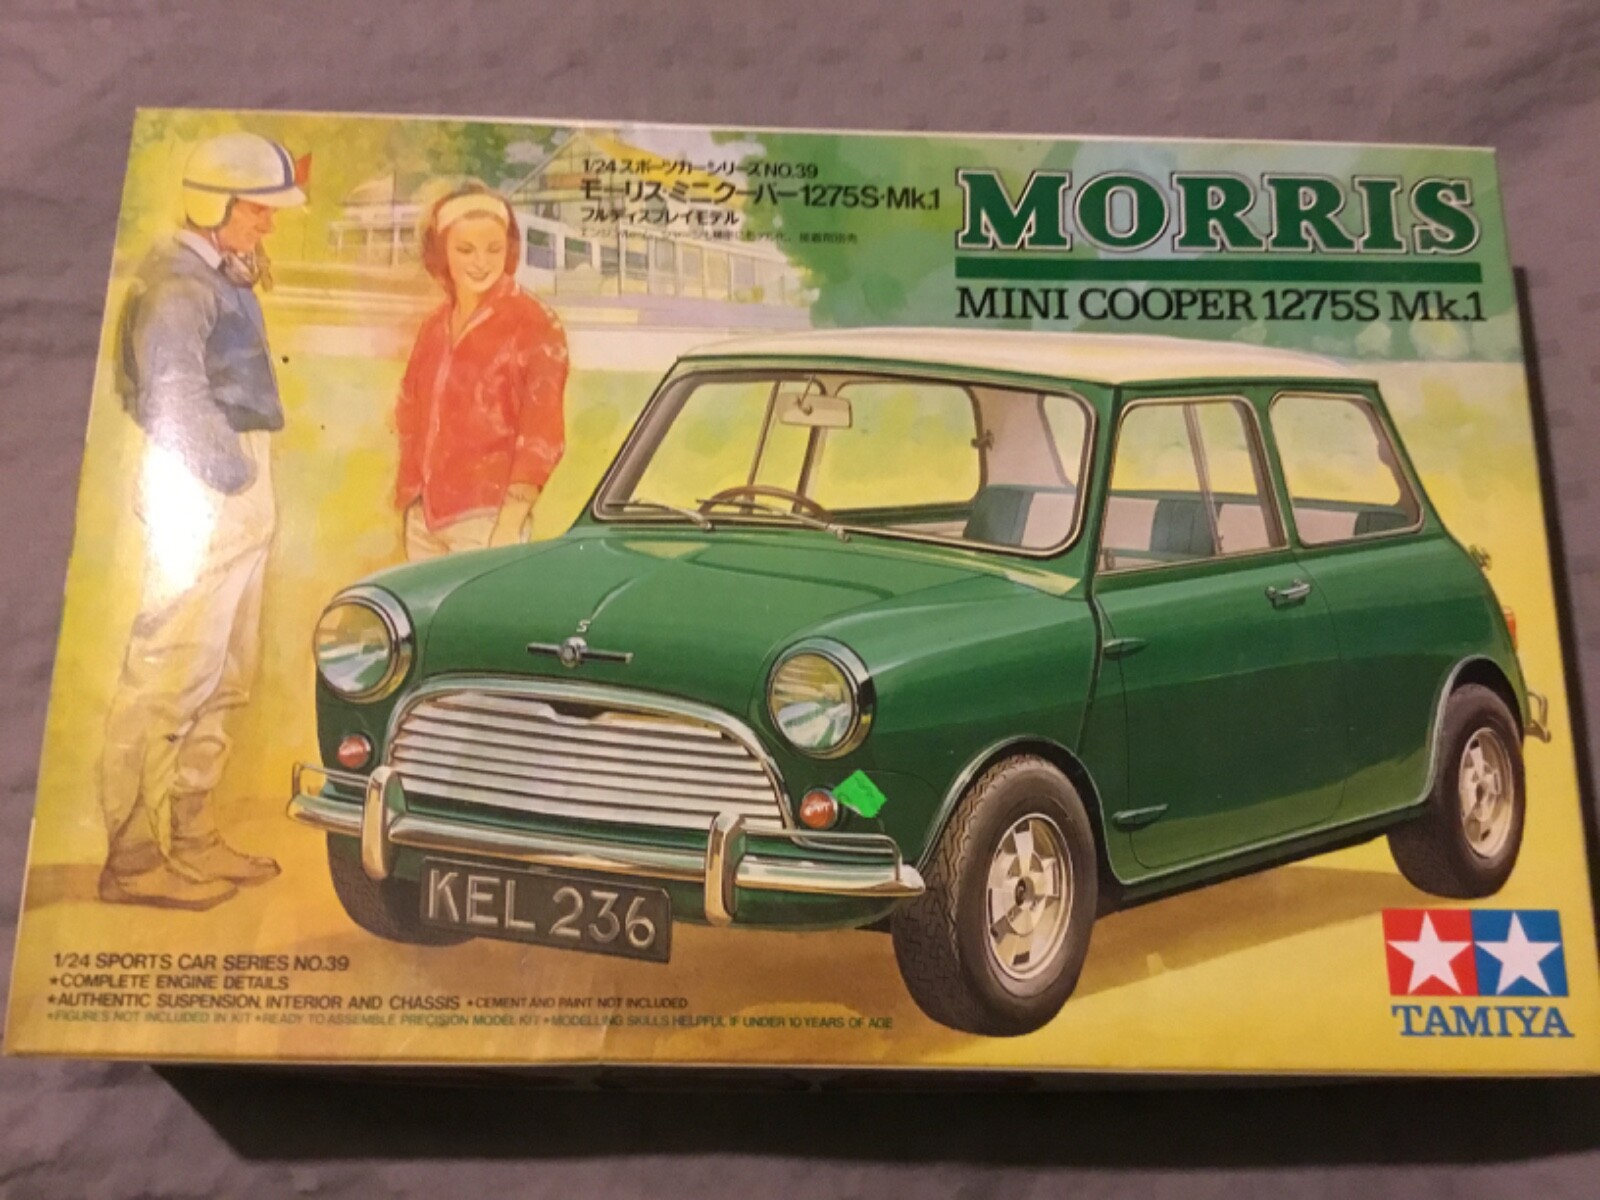 1/24 スポーツカーシリーズ NO.39
モーリス・ミニクーパー1275S・Mk.1
フルディスプレイモデル
MORRIS
MINI COOPER 1275S Mk.1
S
KEL 236
1/24 SPORTS CAR SERIES NO.39
★COMPLETE ENGINE DETAILS
★AUTHENTIC SUSPENSION, INTERIOR AND CHASSIS ★CEMENT AND PAINT NOT INCLUDED
★FIGURES NOT INCLUDED IN KIT ★READY TO ASSEMBLE PRECISION MODEL KIT ★MODELLING SKILLS HELPFUL IF UNDER 10 YEARS OF AGE
TAMIYA